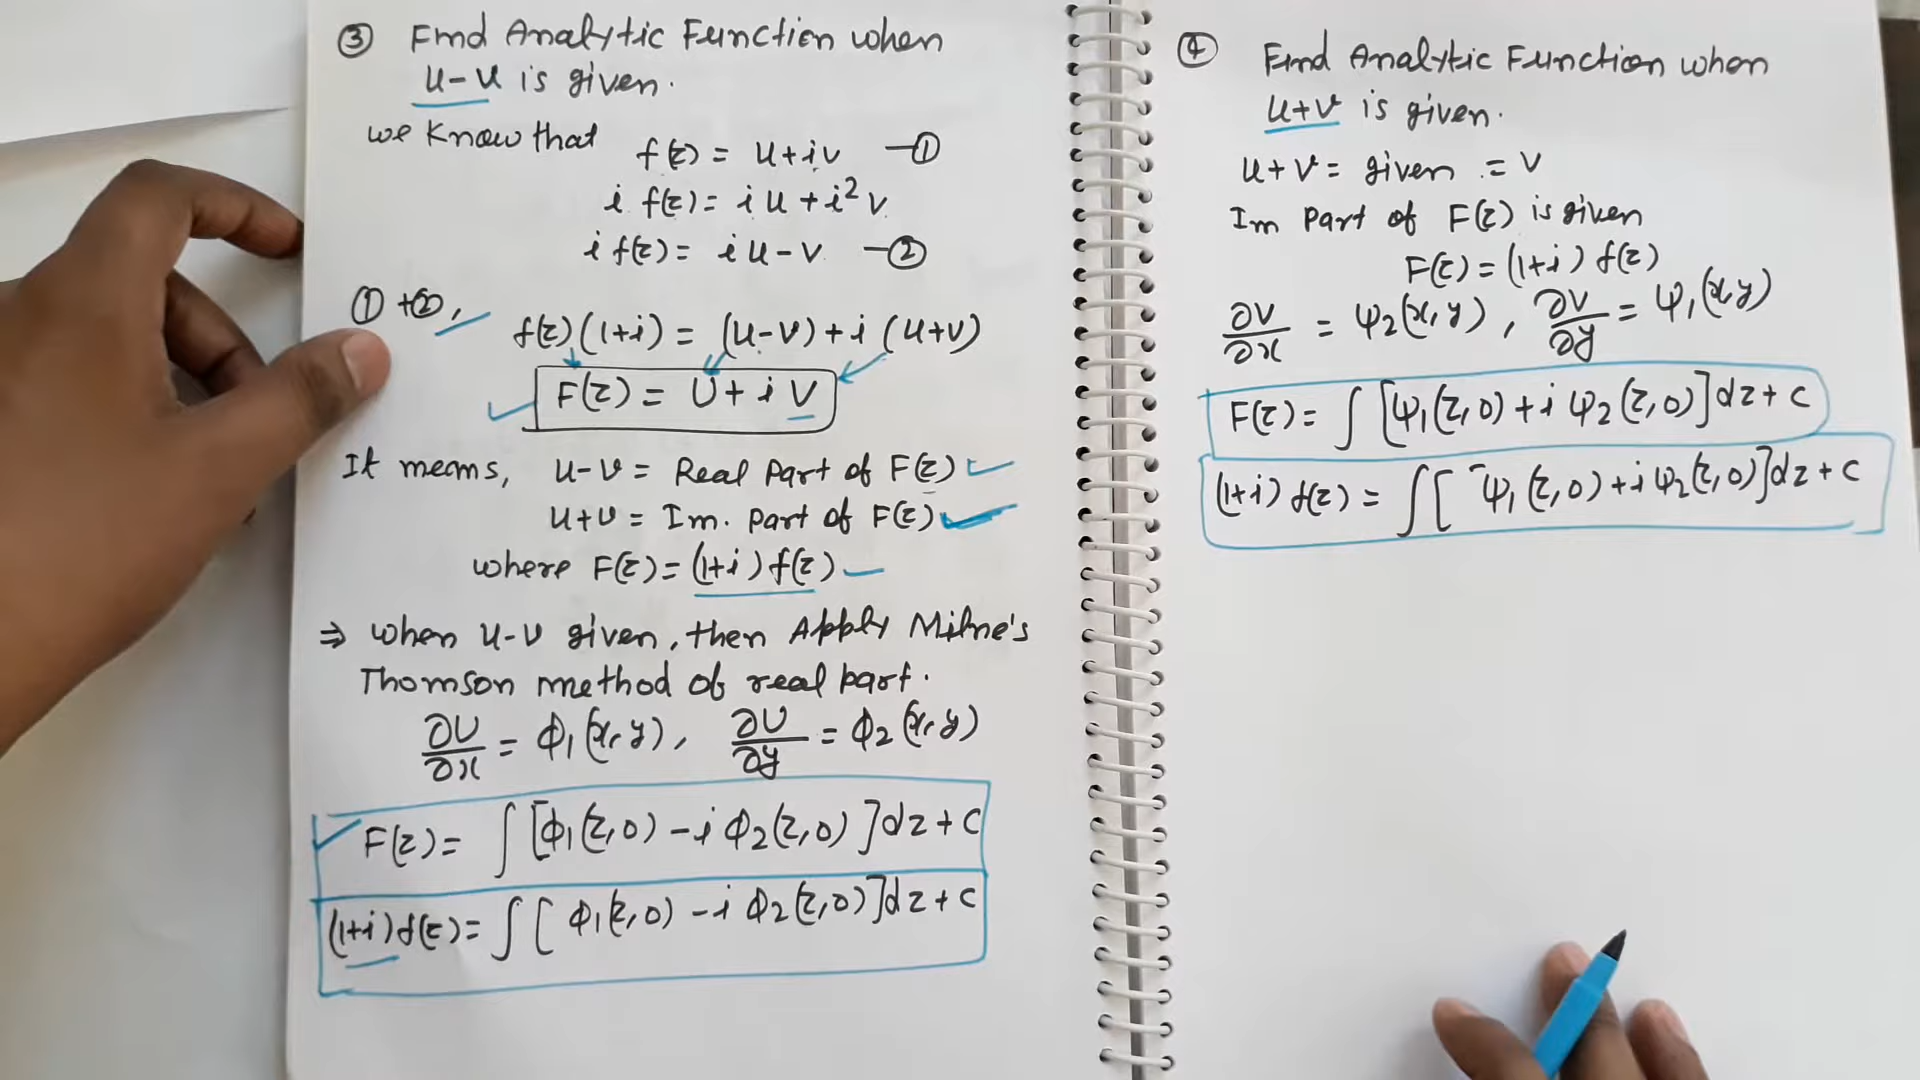 ③ Find Analytic Function when
u-v is given.
we know that
f(z) = u+iv —①
i f(z) = i u + i² v
i f(z) = i u - v —②
① + ②,
f(z)(1+i) = (u-v)+i (u+v)
F(z) = U + i V
It means, u-v = Real part of F(z)
u+v = Im. part of F(z)
where F(z) = (1+i) f(z)
⇒ when u-v given, then Apply Milne's
Thomson method of real part.
∂U/∂x = ϕ₁(x,y), ∂U/∂y = ϕ₂(x,y)
F(z) = ∫ [ϕ₁(z,0) - i ϕ₂(z,0)]dz + c
(1+i) f(z) = ∫ [ϕ₁(z,0) - i ϕ₂(z,0)]dz + c
④ Find Analytic Function when
u+v is given.
u+v = given = V
Im part of F(z) is given
F(z) = (1+i) f(z)
∂V/∂x = ψ₂(x,y), ∂V/∂y = ψ₁(x,y)
F(z) = ∫ [ψ₁(z,0) + i ψ₂(z,0)]dz + c
(1+i) f(z) = ∫ [ψ₁(z,0) + i ψ₂(z,0)]dz + c